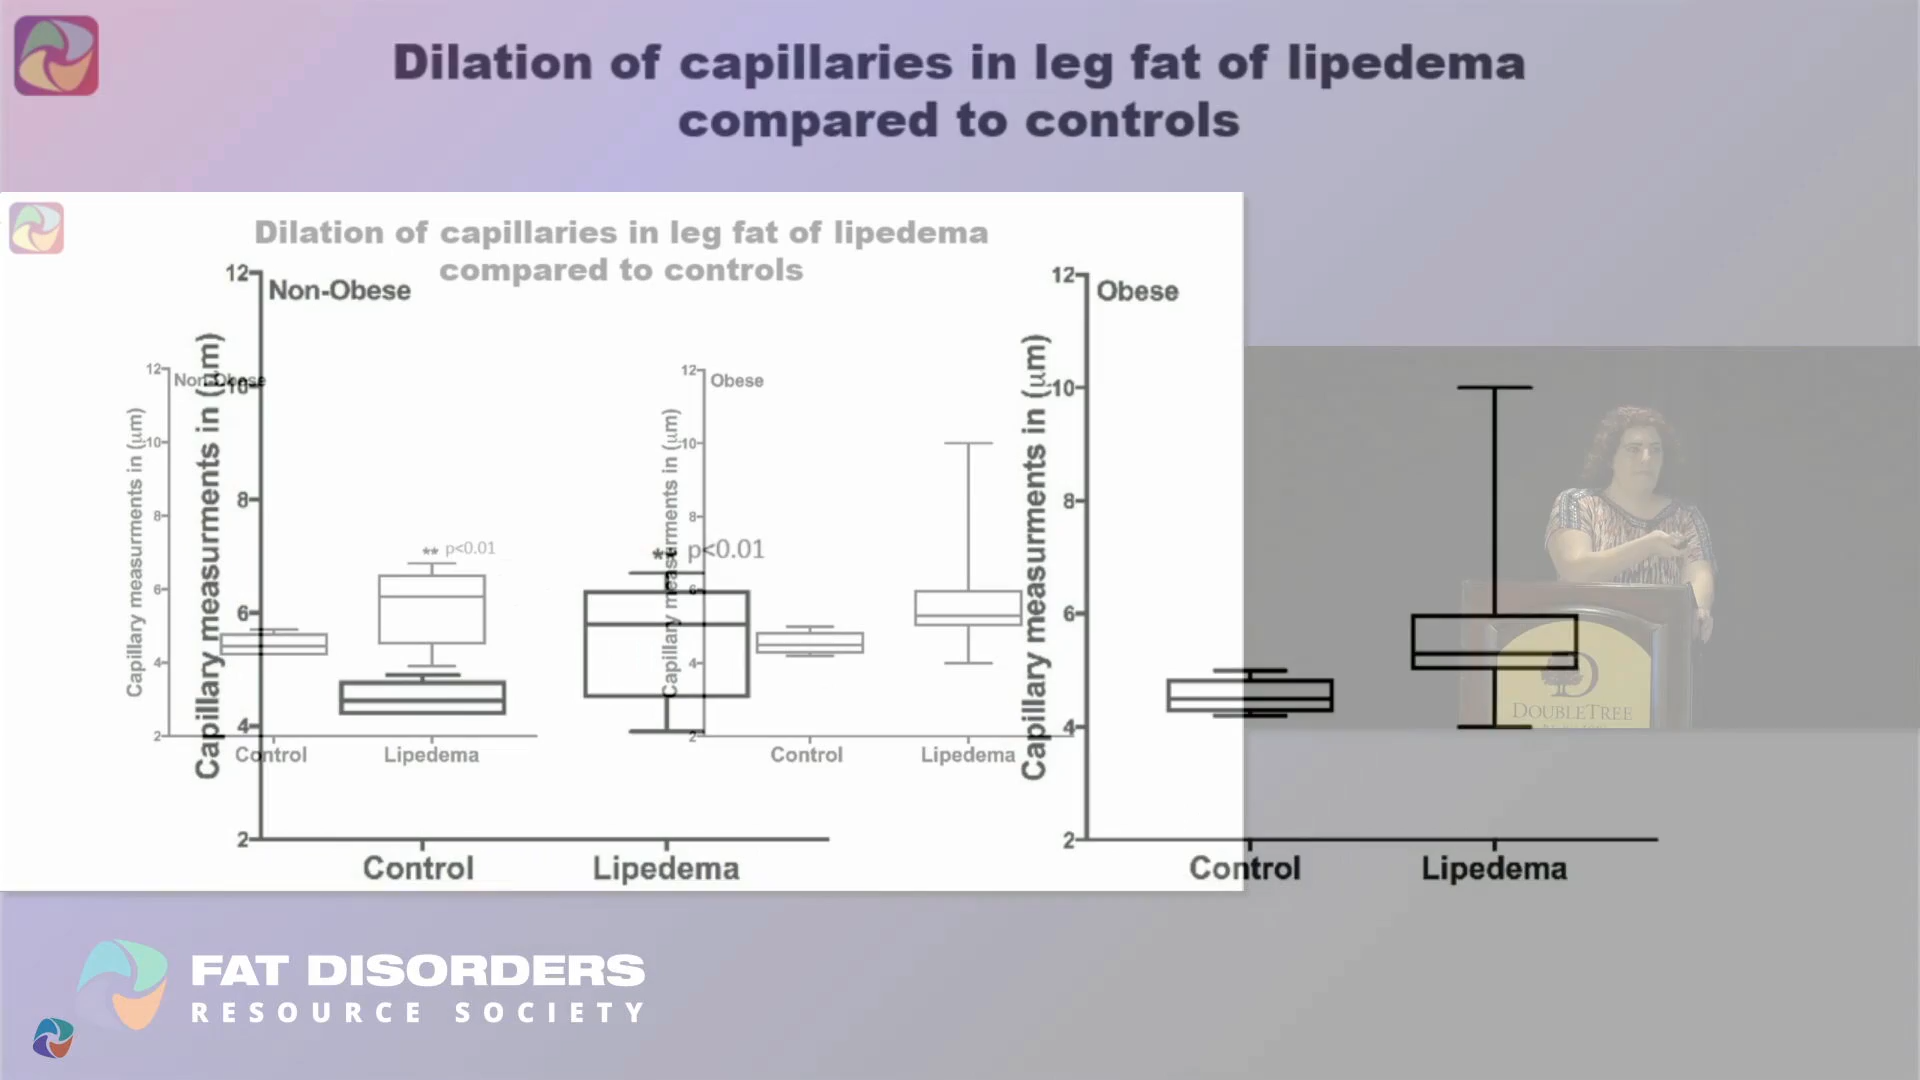 Dilation of capillaries in leg fat of lipedema
compared to controls
Dilation of capillaries in leg fat of lipedema
compared to controls
12
Non-Obese
10
8
6
4
2
Capillary measurments in (μm)
** p<0.01
Control
Lipedema
12
Obese
10
8
6
4
2
Capillary measurments in (μm)
Control
Lipedema
12
Non-Obese
10
8
6
4
2
Capillary measurments in (μm)
** p<0.01
Control
Lipedema
12
Obese
10
8
6
4
2
Capillary measurments in (μm)
Control
Lipedema
D
DOUBLETREE
FAT DISORDERS
RESOURCE SOCIETY